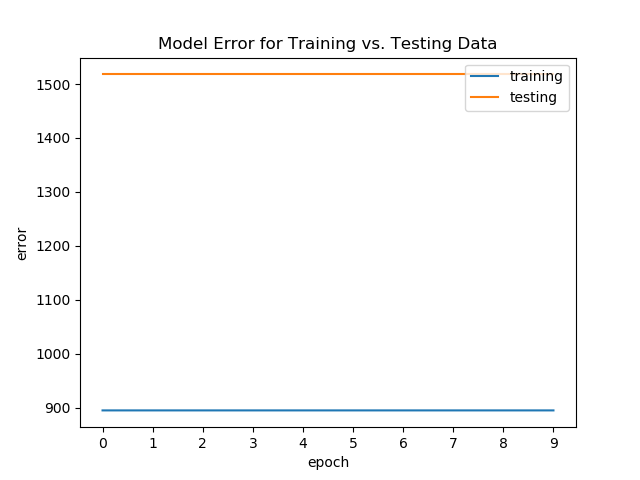 Model Error for Training vs. Testing Data
1500
1400
1300
1200
1100
1000
900
error
0 1 2 3 4 5 6 7 8 9
epoch
training
testing